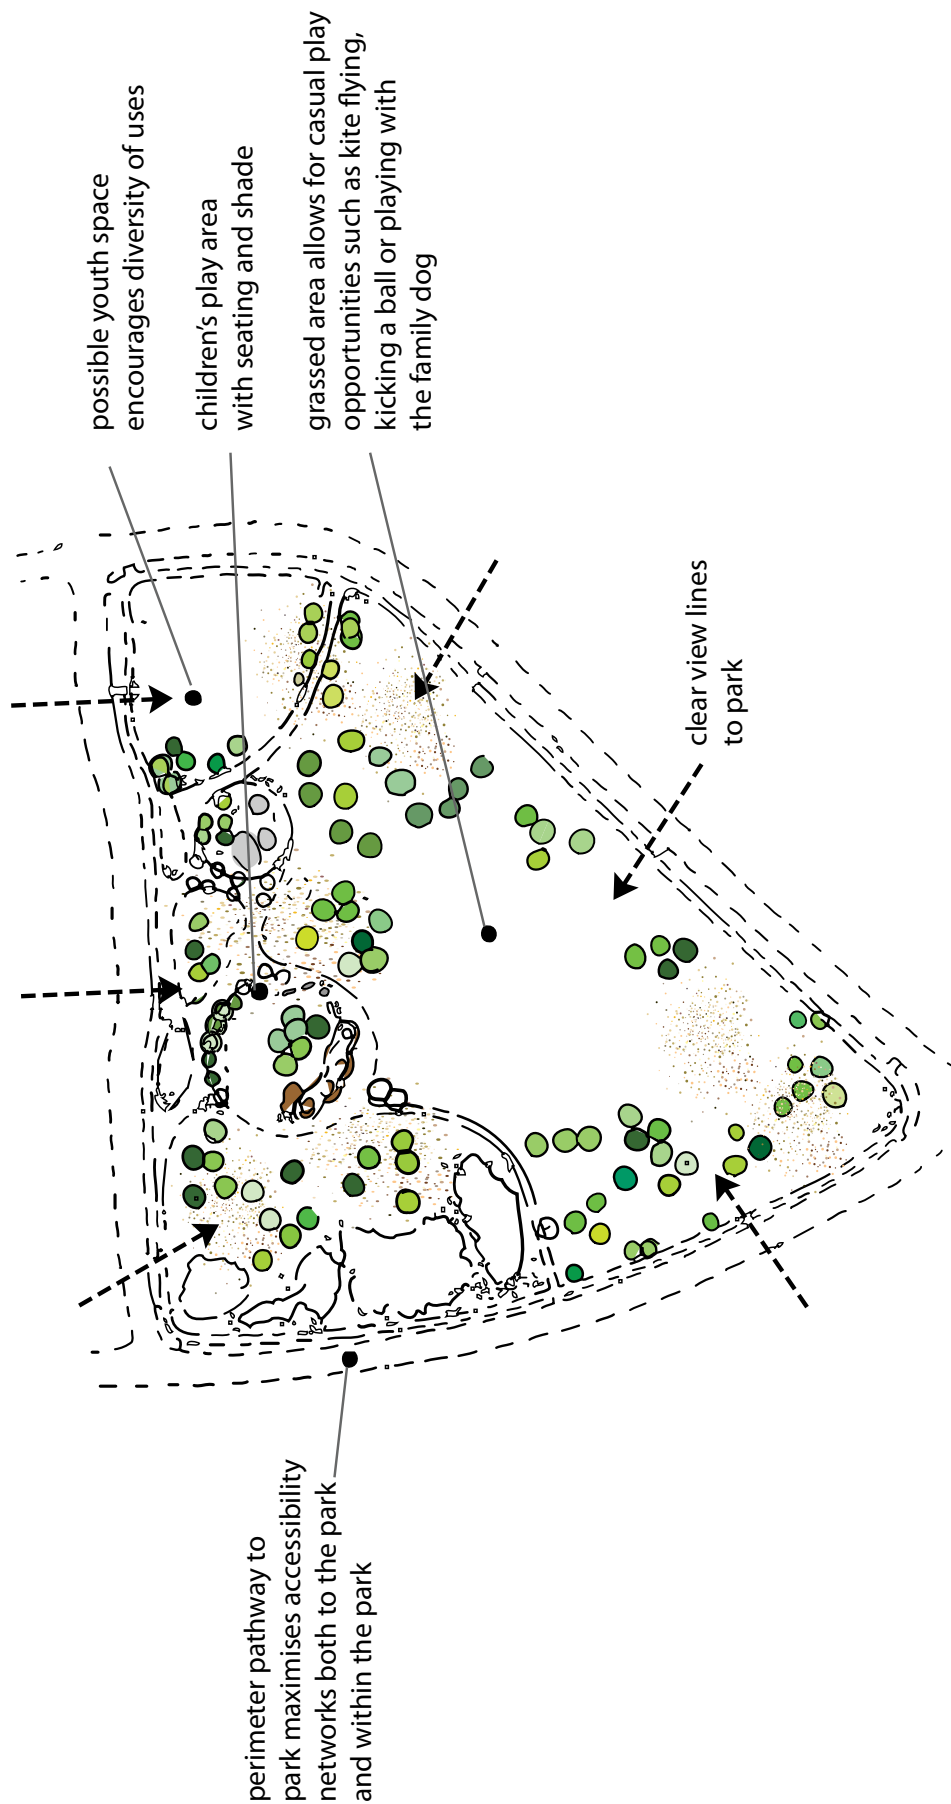 perimeter pathway to
park maximises accessibility
networks both to the park
and within the park
possible youth space
encourages diversity of uses
children's play area
with seating and shade
grassed area allows for casual play
opportunities such as kite flying,
kicking a ball or playing with
the family dog
clear view lines
to park